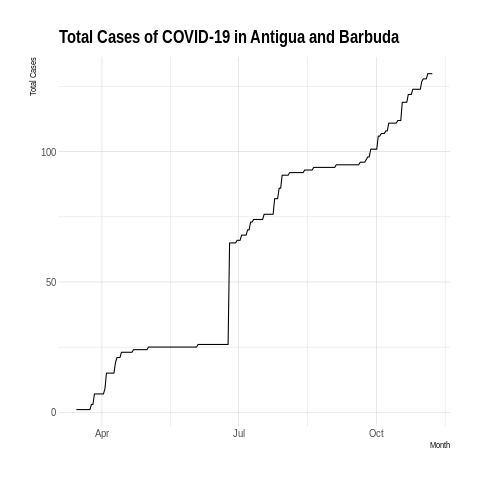 Total Cases of COVID-19 in Antigua and Barbuda
Total Cases
100
50
0
Apr Jul Oct
Month